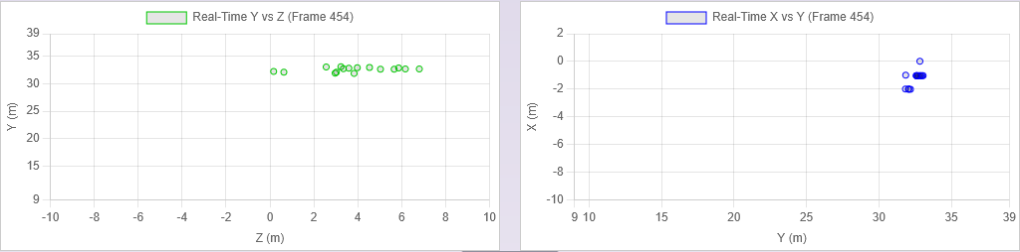 Real-Time Y vs Z (Frame 454)
39
35
30
25
20
15
9
Y (m)
-10 -8 -6 -4 -2 0 2 4 6 8 10
Z (m)
Real-Time X vs Y (Frame 454)
2
0
-2
-4
-6
-8
-10
X (m)
9 10 15 20 25 30 35 39
Y (m)